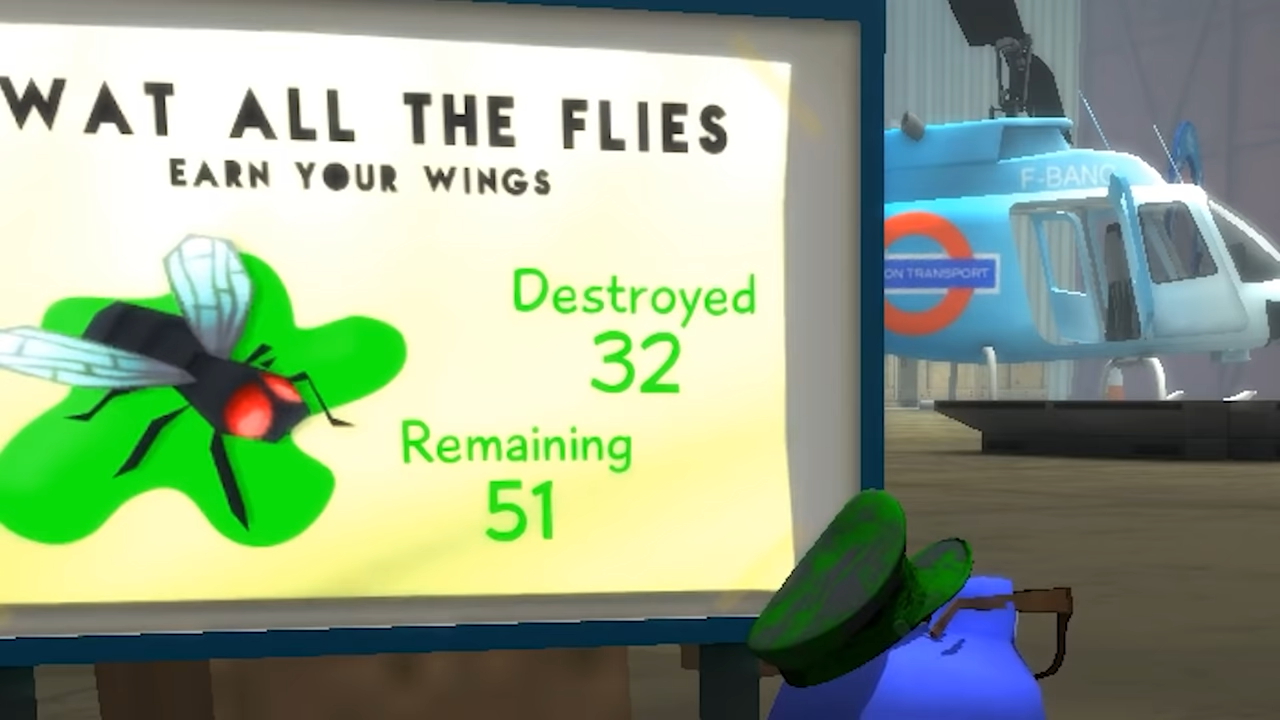 WAT ALL THE FLIES
EARN YOUR WINGS
Destroyed
32
Remaining
51
F-BANG
ON TRANSPORT